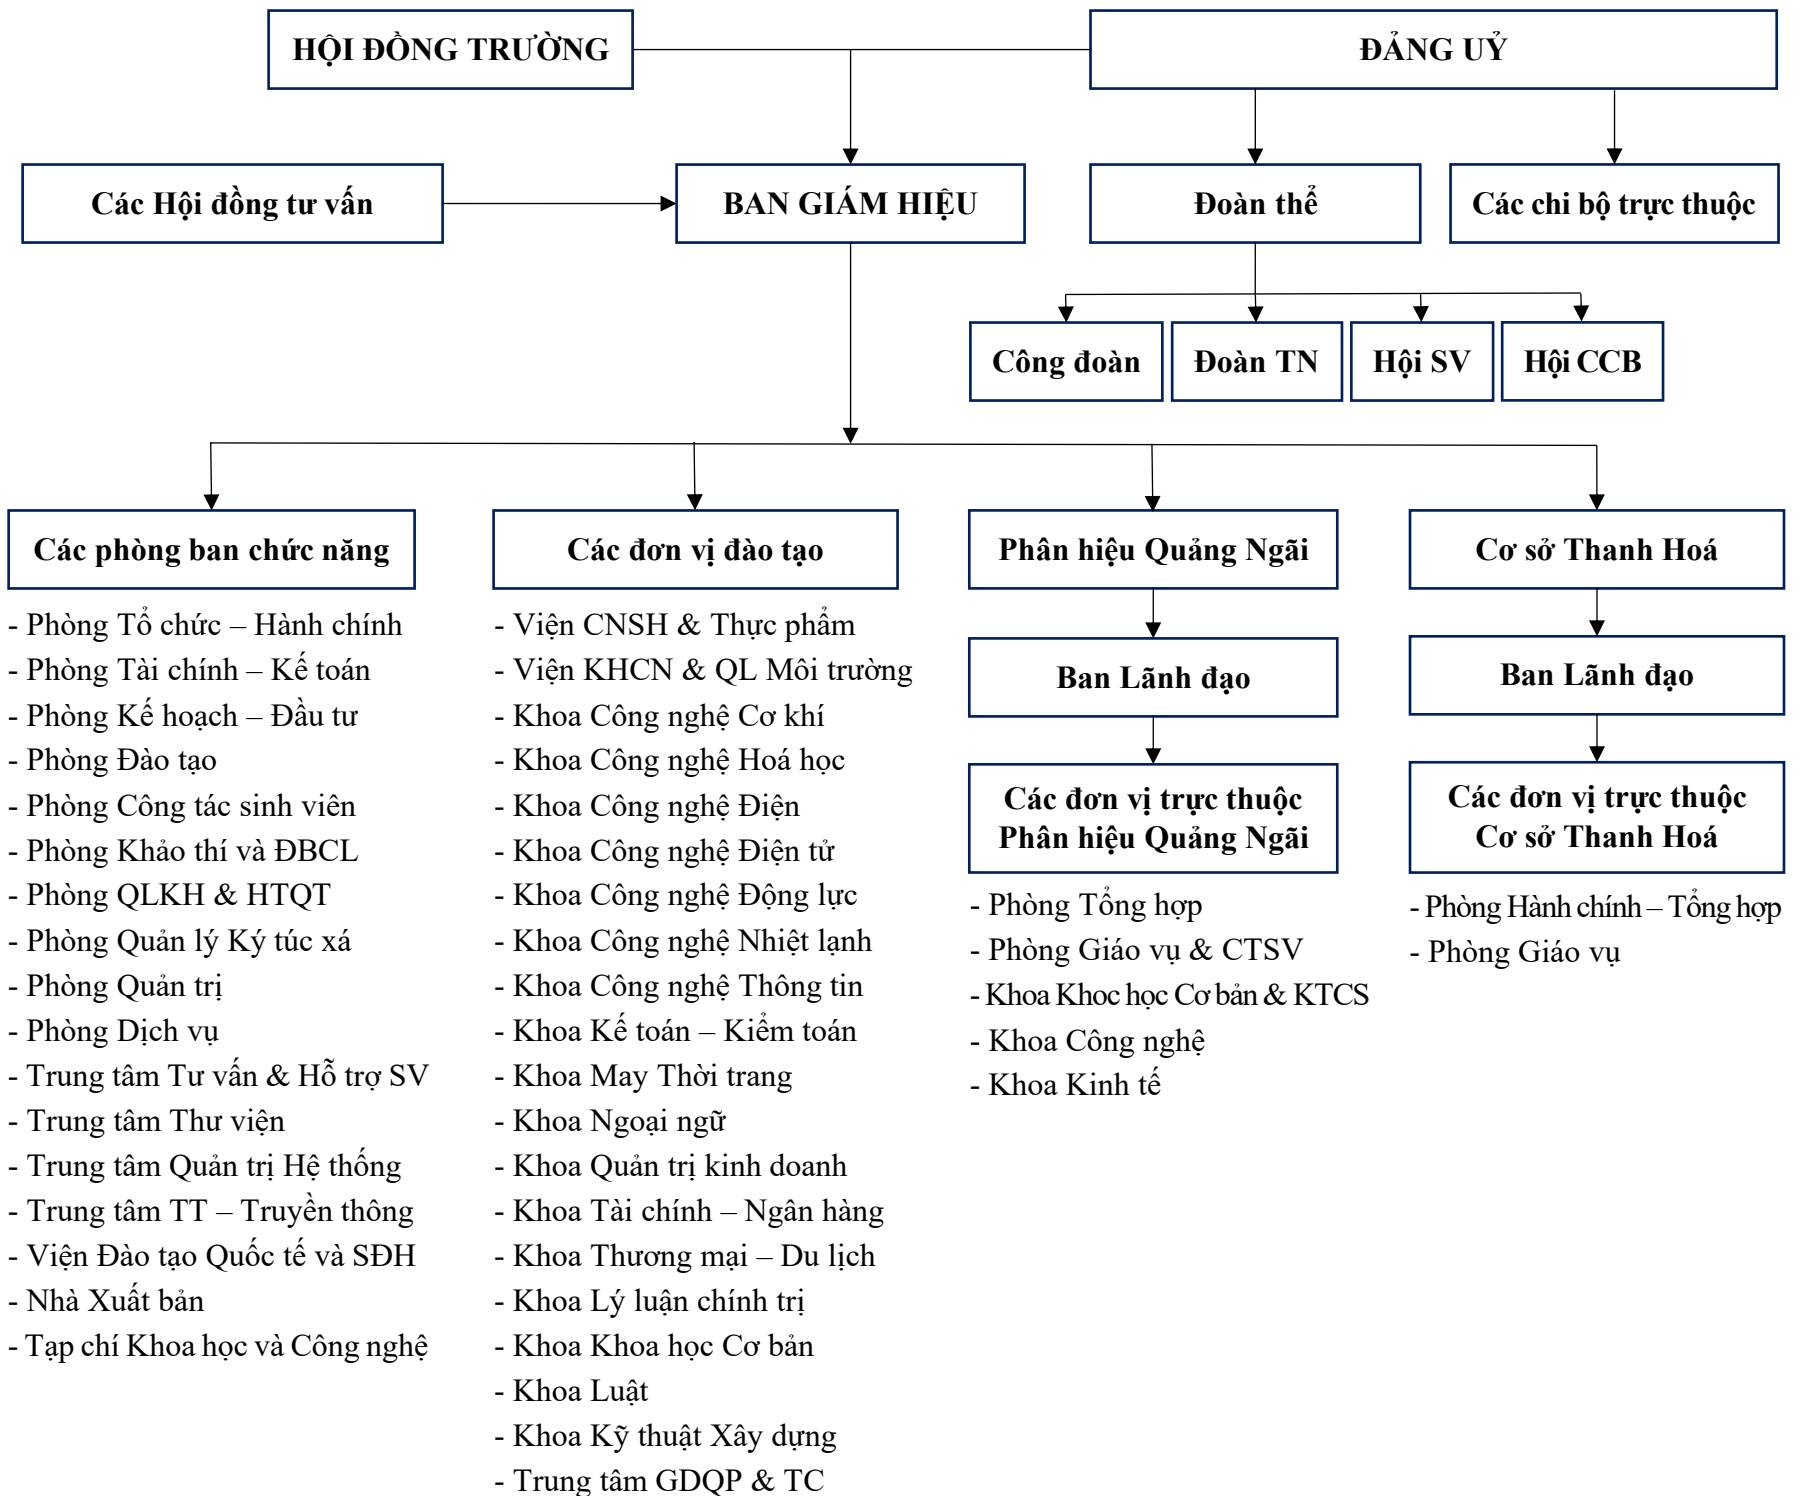 HỘI ĐỒNG TRƯỜNG
ĐẢNG UỶ
Các Hội đồng tư vấn
BAN GIÁM HIỆU
Đoàn thể
Các chi bộ trực thuộc
Công đoàn
Đoàn TN
Hội SV
Hội CCB
Các phòng ban chức năng
- Phòng Tổ chức – Hành chính
- Phòng Tài chính – Kế toán
- Phòng Kế hoạch – Đầu tư
- Phòng Đào tạo
- Phòng Công tác sinh viên
- Phòng Khảo thí và ĐBCL
- Phòng QLKH & HTQT
- Phòng Quản lý Ký túc xá
- Phòng Quản trị
- Phòng Dịch vụ
- Trung tâm Tư vấn & Hỗ trợ SV
- Trung tâm Thư viện
- Trung tâm Quản trị Hệ thống
- Trung tâm TT – Truyền thông
- Viện Đào tạo Quốc tế và SĐH
- Nhà Xuất bản
- Tạp chí Khoa học và Công nghệ
Các đơn vị đào tạo
- Viện CNSH & Thực phẩm
- Viện KHCN & QL Môi trường
- Khoa Công nghệ Cơ khí
- Khoa Công nghệ Hoá học
- Khoa Công nghệ Điện
- Khoa Công nghệ Điện tử
- Khoa Công nghệ Động lực
- Khoa Công nghệ Nhiệt lạnh
- Khoa Công nghệ Thông tin
- Khoa Kế toán – Kiểm toán
- Khoa May Thời trang
- Khoa Ngoại ngữ
- Khoa Quản trị kinh doanh
- Khoa Tài chính – Ngân hàng
- Khoa Thương mại – Du lịch
- Khoa Lý luận chính trị
- Khoa Khoa học Cơ bản
- Khoa Luật
- Khoa Kỹ thuật Xây dựng
- Trung tâm GDQP & TC
Phân hiệu Quảng Ngãi
Ban Lãnh đạo
Các đơn vị trực thuộc
Phân hiệu Quảng Ngãi
- Phòng Tổng hợp
- Phòng Giáo vụ & CTSV
- Khoa Khoc học Cơ bản & KTCS
- Khoa Công nghệ
- Khoa Kinh tế
Cơ sở Thanh Hoá
Ban Lãnh đạo
Các đơn vị trực thuộc
Cơ sở Thanh Hoá
- Phòng Hành chính – Tổng hợp
- Phòng Giáo vụ